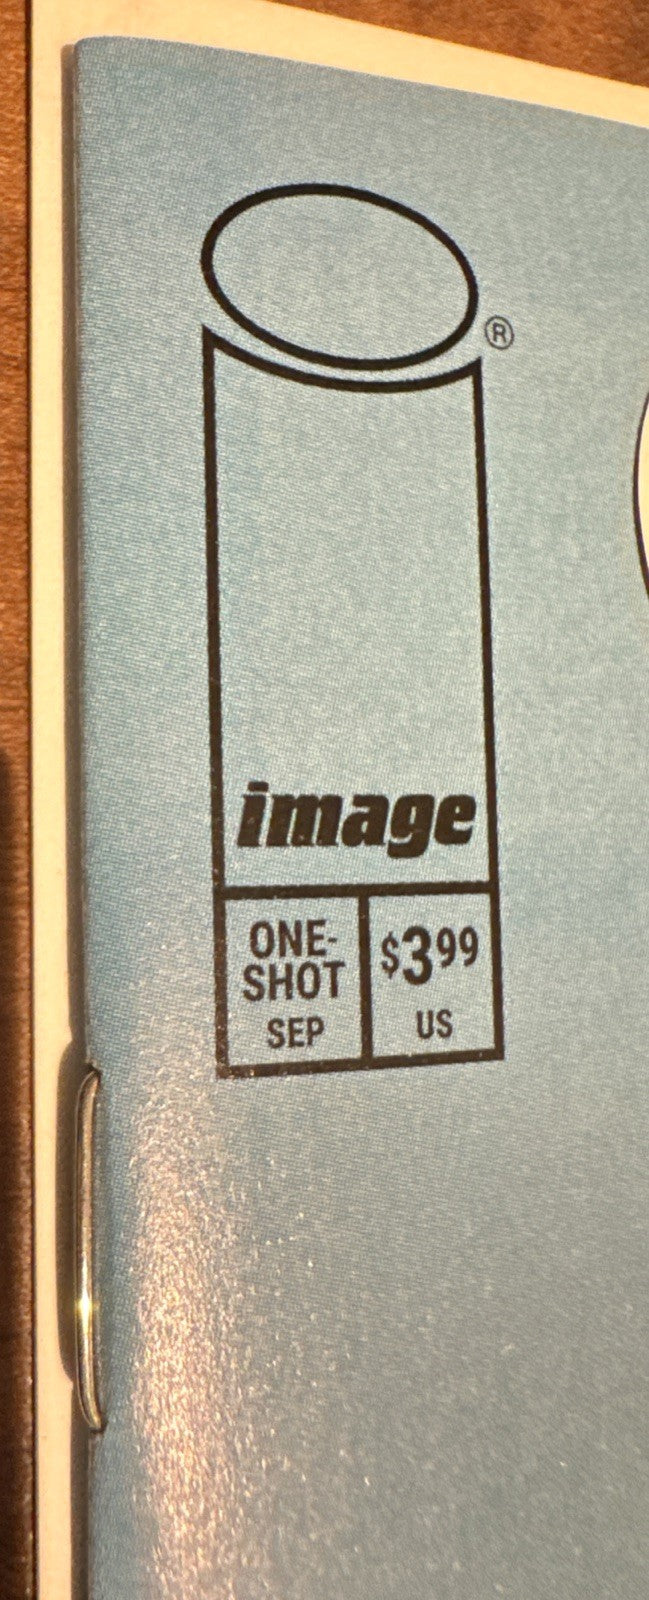 ®
image
ONE-
SHOT
SEP
$3.99
US